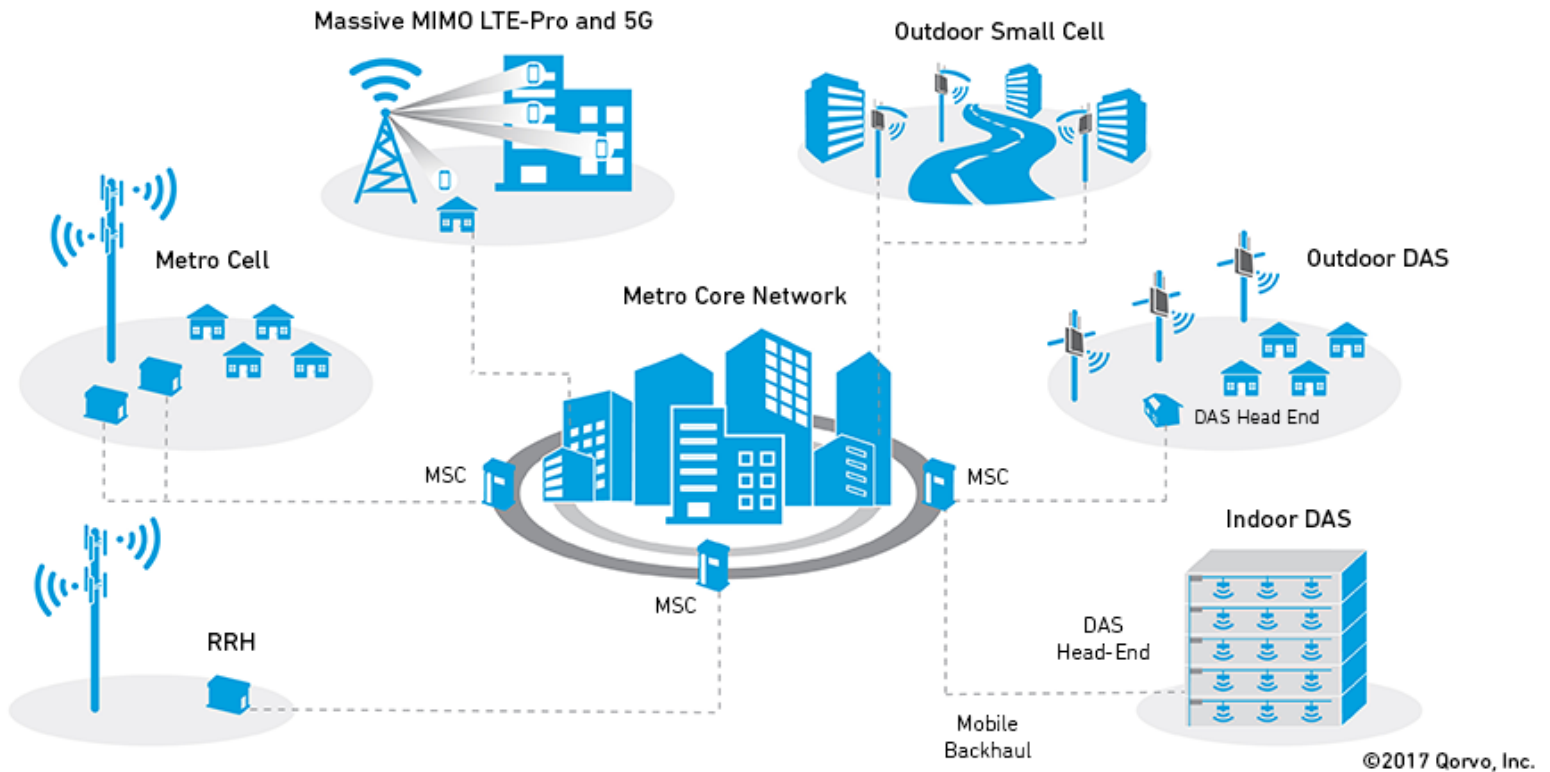 Massive MIMO LTE-Pro and 5G
Outdoor Small Cell
Metro Cell
Outdoor DAS
Metro Core Network
DAS Head End
MSC
MSC
Indoor DAS
MSC
DAS
Head-End
RRH
Mobile
Backhaul
©2017 Qorvo, Inc.